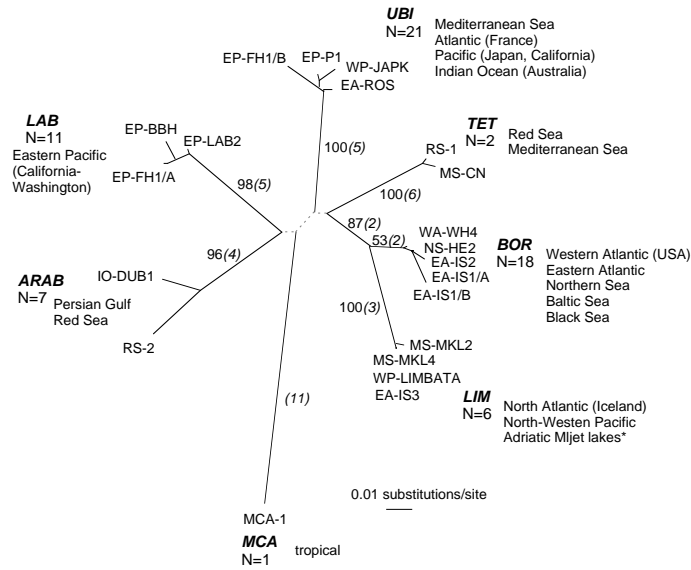 UBI
N=21
Mediterranean Sea
Atlantic (France)
Pacific (Japan, California)
Indian Ocean (Australia)
EP-FH1/B
EP-P1
WP-JAPK
EA-ROS
LAB
N=11
Eastern Pacific
(California-
Washington)
EP-BBH
EP-LAB2
EP-FH1/A
100(5)
TET
N=2
Red Sea
Mediterranean Sea
RS-1
MS-CN
98(5)
100(6)
87(2)
53(2)
WA-WH4
NS-HE2
EA-IS2
EA-IS1/A
EA-IS1/B
BOR
N=18
Western Atlantic (USA)
Eastern Atlantic
Northern Sea
Baltic Sea
Black Sea
96(4)
ARAB
N=7
Persian Gulf
Red Sea
IO-DUB1
RS-2
100(3)
MS-MKL2
MS-MKL4
WP-LIMBATA
EA-IS3
LIM
N=6
North Atlantic (Iceland)
North-Westen Pacific
Adriatic Mljet lakes*
(11)
0.01 substitutions/site
MCA-1
MCA
N=1
tropical